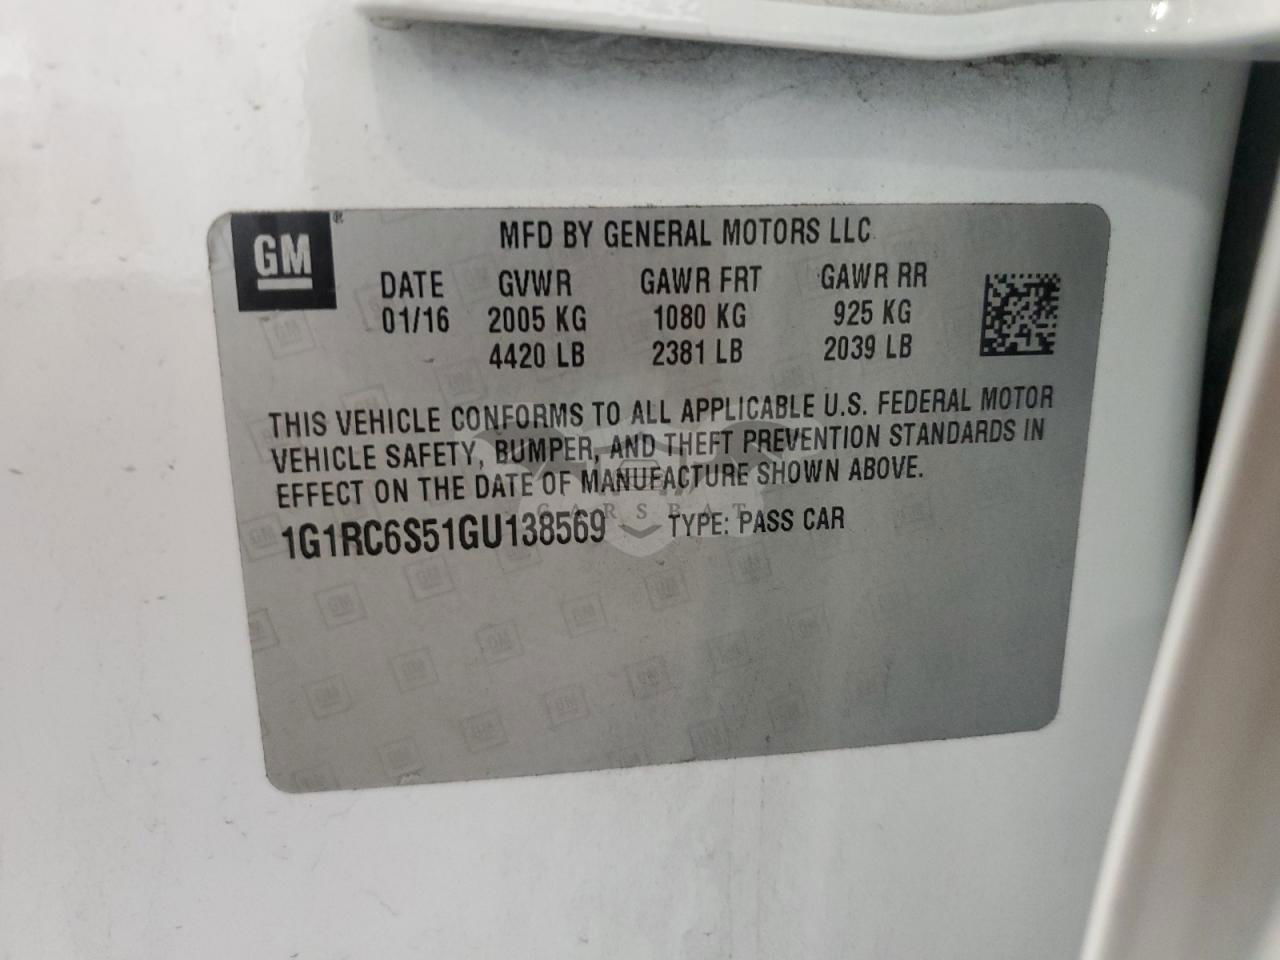 GM
®
MFD BY GENERAL MOTORS LLC
DATE GVWR GAWR FRT GAWR RR
01/16 2005 KG 1080 KG 925 KG
4420 LB 2381 LB 2039 LB
THIS VEHICLE CONFORMS TO ALL APPLICABLE U.S. FEDERAL MOTOR
VEHICLE SAFETY, BUMPER, AND THEFT PREVENTION STANDARDS IN
EFFECT ON THE DATE OF MANUFACTURE SHOWN ABOVE.
CARSBAT
1G1RC6S51GU138569 TYPE: PASS CAR